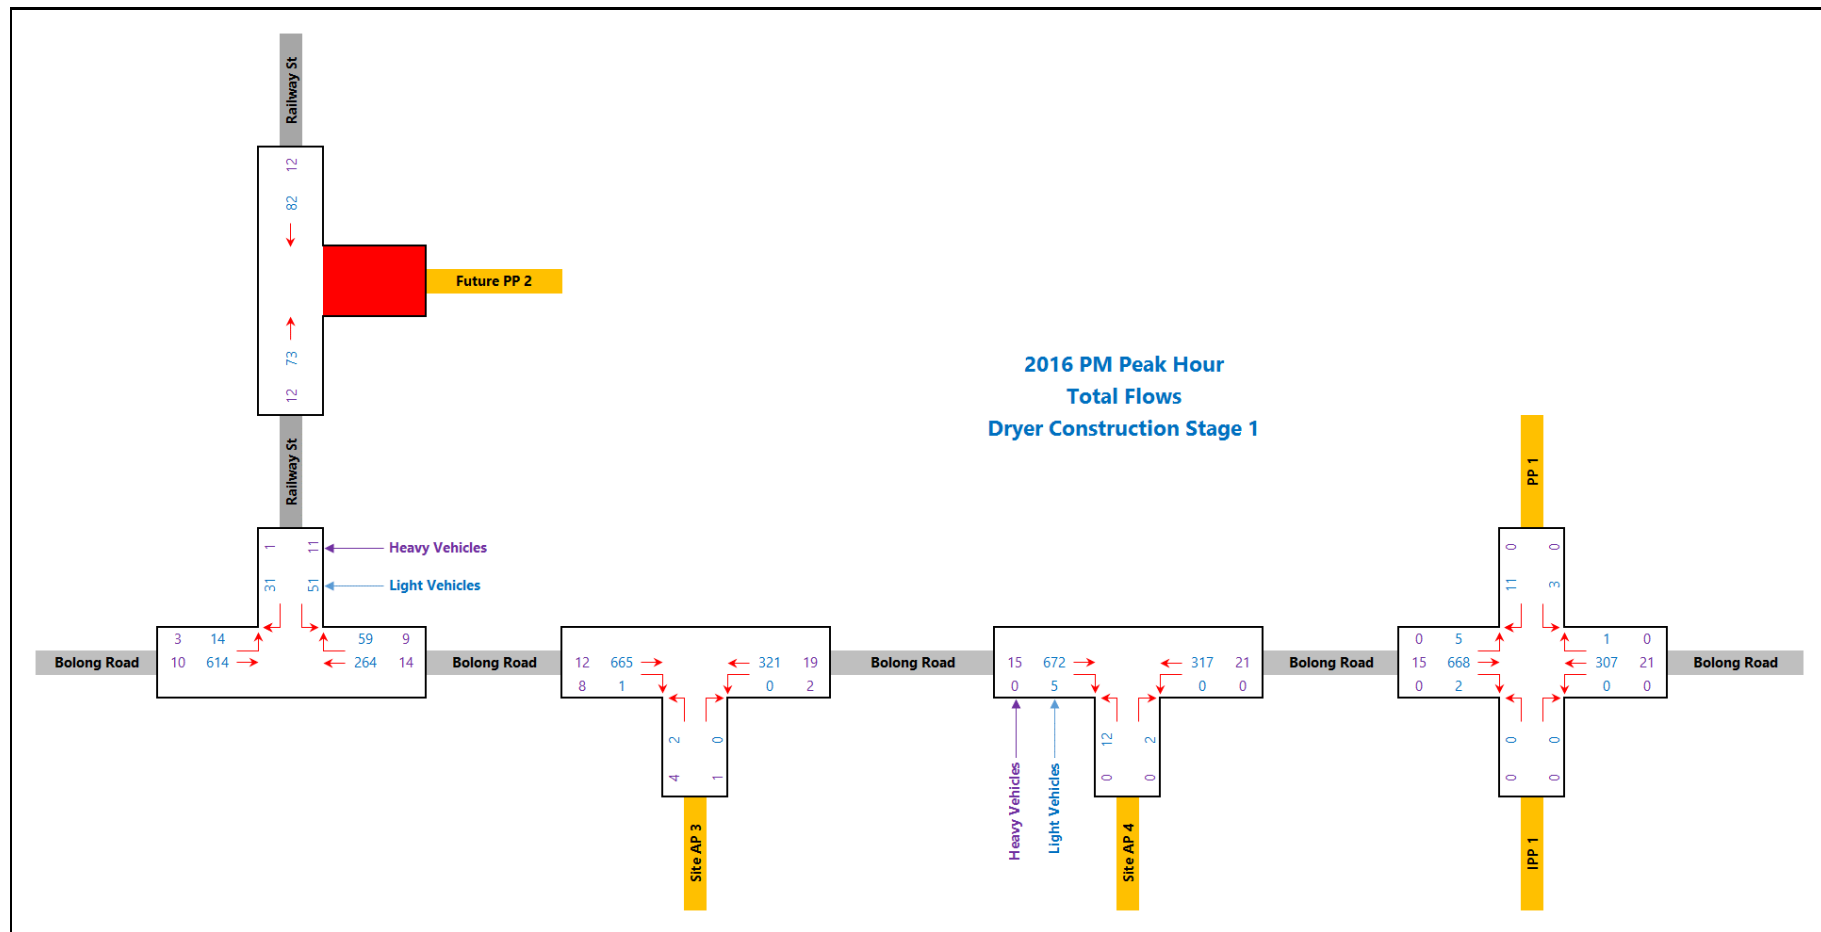 Railway St
12
82
Future PP 2
73
12
2016 PM Peak Hour
Total Flows
Dryer Construction Stage 1
Railway St
PP 1
1 11 Heavy Vehicles
31 51 Light Vehicles
0 0
11 3
3 14 59 9
Bolong Road 10 614 264 14 Bolong Road 12 665 321 19 Bolong Road 15 672 317 21 Bolong Road 15 668 307 21 Bolong Road
0 5 1 0
8 1 0 2
0 5 0 0
0 2 0 0
2 0
4 1
12 2
0 0
0 0
0 0
Heavy Vehicles
Light Vehicles
Site AP 3
Site AP 4
IPP 1